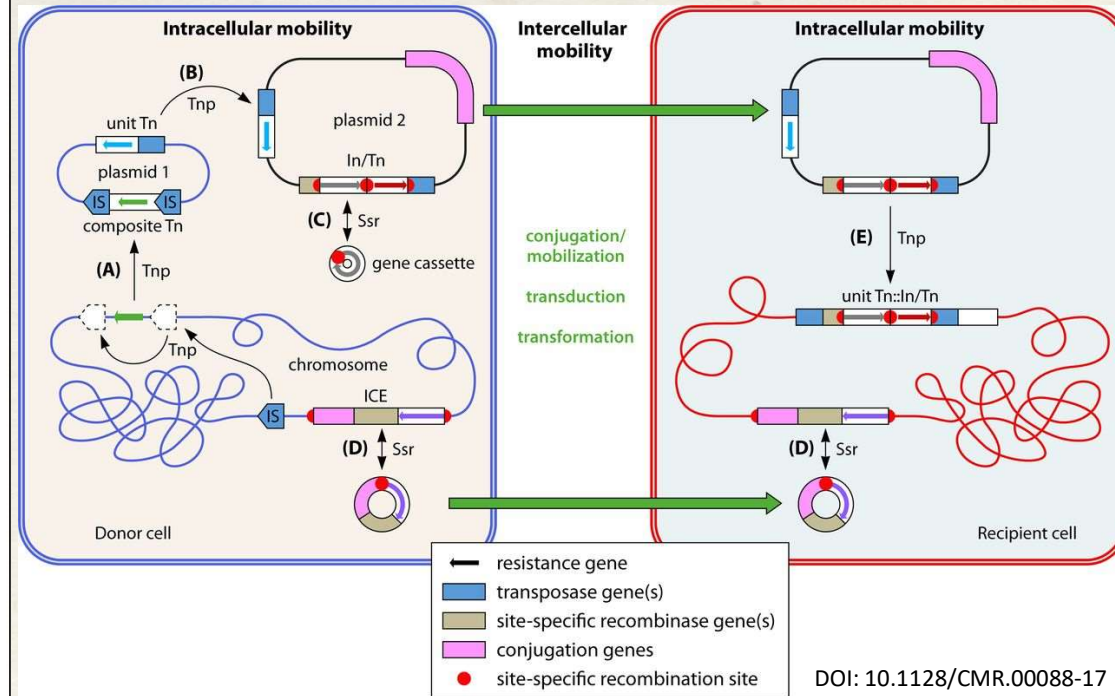 Intracellular mobility
Intercellular
mobility
Intracellular mobility
(B)
Tnp
unit Tn
plasmid 1
IS
IS
composite Tn
(A)
Tnp
plasmid 2
In/Tn
(C)
Ssr
gene cassette
Tnp
chromosome
IS
ICE
(D)
Ssr
Donor cell
conjugation/
mobilization
transduction
transformation
(E)
Tnp
unit Tn::In/Tn
(D)
Ssr
Recipient cell
resistance gene
transposase gene(s)
site-specific recombinase gene(s)
conjugation genes
site-specific recombination site
DOI: 10.1128/CMR.00088-17